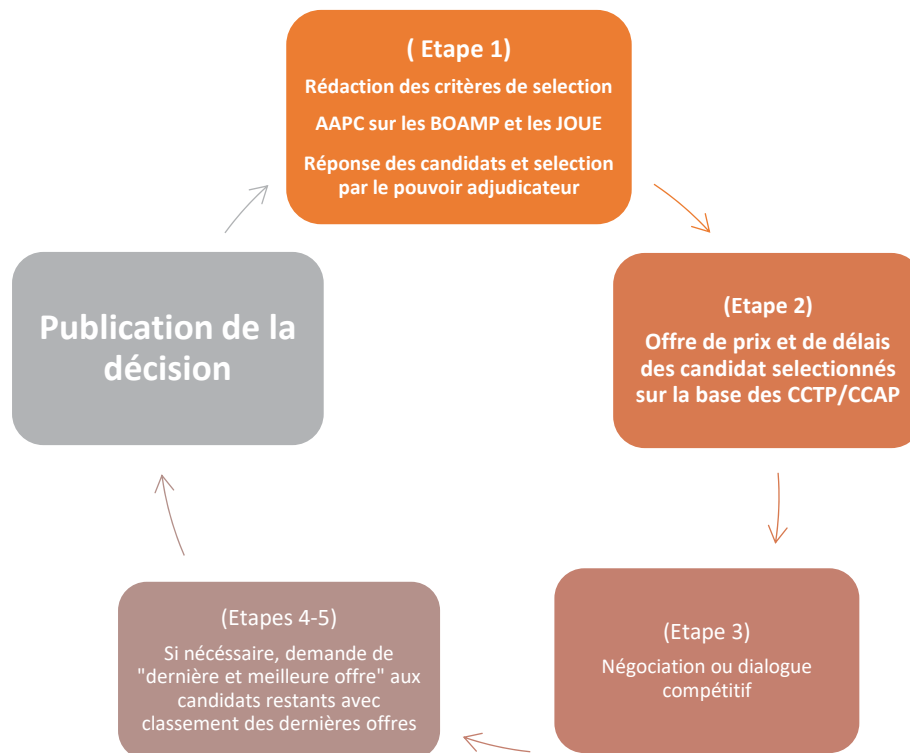 ( Etape 1)
Rédaction des critères de selection
AAPC sur les BOAMP et les JOUE
Réponse des candidats et selection
par le pouvoir adjudicateur
(Etape 2)
Offre de prix et de délais
des candidat selectionnés
sur la base des CCTP/CCAP
(Etape 3)
Négociation ou dialogue
compétitif
(Etapes 4-5)
Si nécéssaire, demande de
"dernière et meilleure offre" aux
candidats restants avec
classement des dernières offres
Publication de la
décision